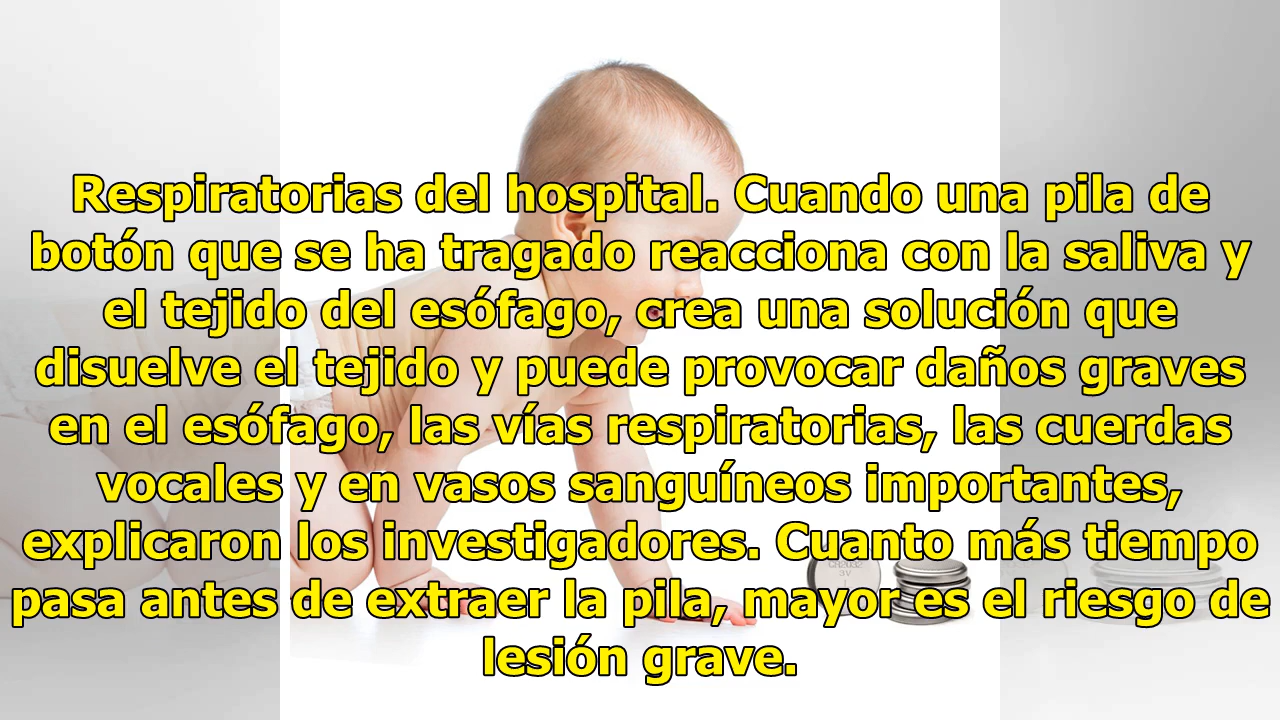 Respiratorias del hospital. Cuando una pila de
botón que se ha tragado reacciona con la saliva y
el tejido del esófago, crea una solución que
disuelve el tejido y puede provocar daños graves
en el esófago, las vías respiratorias, las cuerdas
vocales y en vasos sanguíneos importantes,
explicaron los investigadores. Cuanto más tiempo
pasa antes de extraer la pila, mayor es el riesgo de
lesión grave.
CR2032
3V